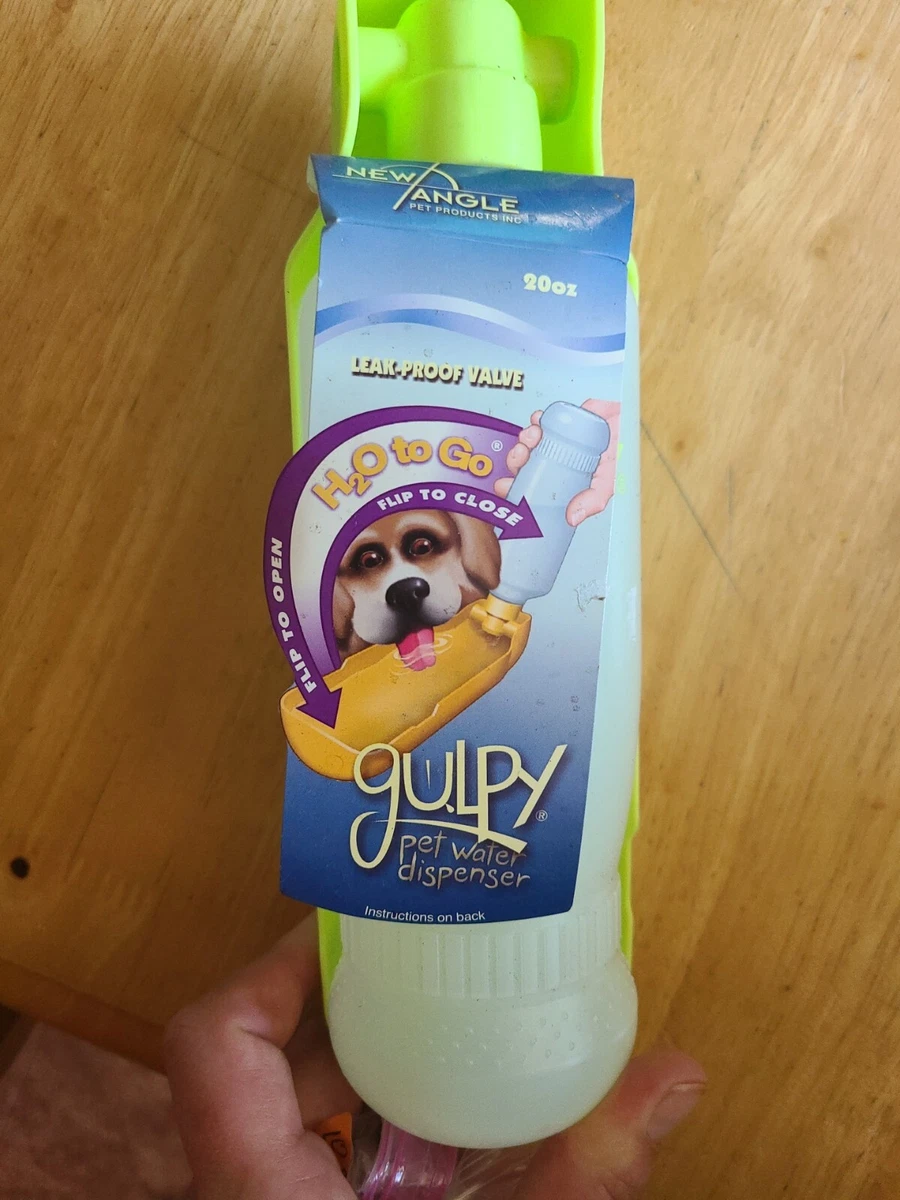 NEW ANGLE
PET PRODUCTS INC
20oz
LEAK-PROOF VALVE
H2O to Go®
FLIP TO CLOSE
FLIP TO OPEN
gulpy®
pet water
dispenser
Instructions on back